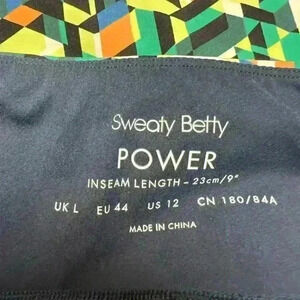 Sweaty Betty
POWER
INSEAM LENGTH - 23cm/9"
UK L EU 44 US 12 CN 180/84A
MADE IN CHINA